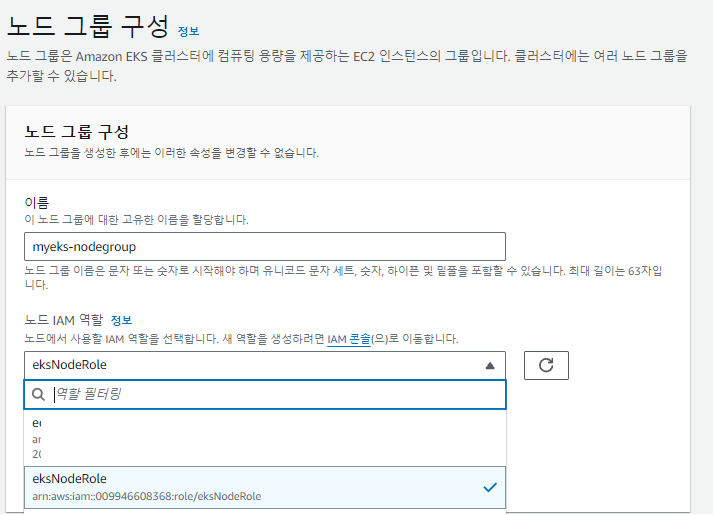 노드 그룹 구성 정보
노드 그룹은 Amazon EKS 클러스터에 컴퓨팅 용량을 제공하는 EC2 인스턴스의 그룹입니다. 클러스터에는 여러 노드 그룹을
추가할 수 있습니다.
노드 그룹 구성
노드 그룹을 생성한 후에는 이러한 속성을 변경할 수 없습니다.
이름
이 노드 그룹에 대한 고유한 이름을 할당합니다.
myeks-nodegroup
노드 그룹 이름은 문자 또는 숫자로 시작해야 하며 유니코드 문자 세트, 숫자, 하이픈 및 밑풀을 포함할 수 있습니다. 최대 길이는 63자입
니다.
노드 IAM 역할 정보
노드에서 사용할 IAM 역할을 선택합니다. 새 역할을 생성하려면 IAM 콘솔(으)로 이동합니다.
eksNodeRole
역할 필터링
eksNodeRole
arn:aws:iam::009946608368:role/eksNodeRole